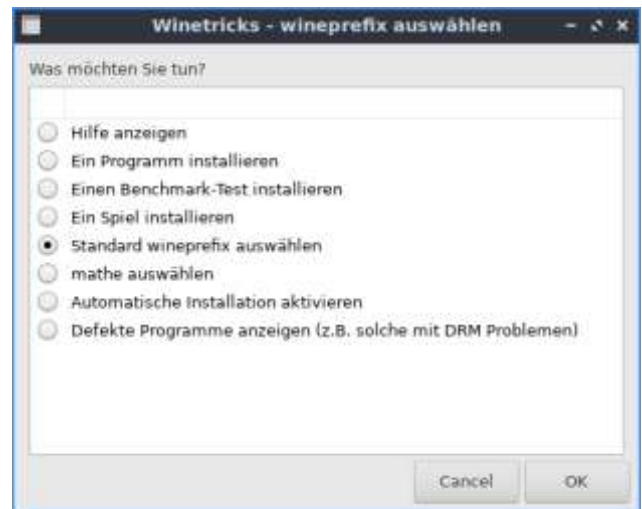 Winetricks - wineprefix auswählen
Was möchten Sie tun?
Hilfe anzeigen
Ein Programm installieren
Einen Benchmark-Test installieren
Ein Spiel installieren
Standard wineprefix auswählen
mathe auswählen
Automatische Installation aktivieren
Defekte Programme anzeigen (z.B. solche mit DRM Problemen)
Cancel OK